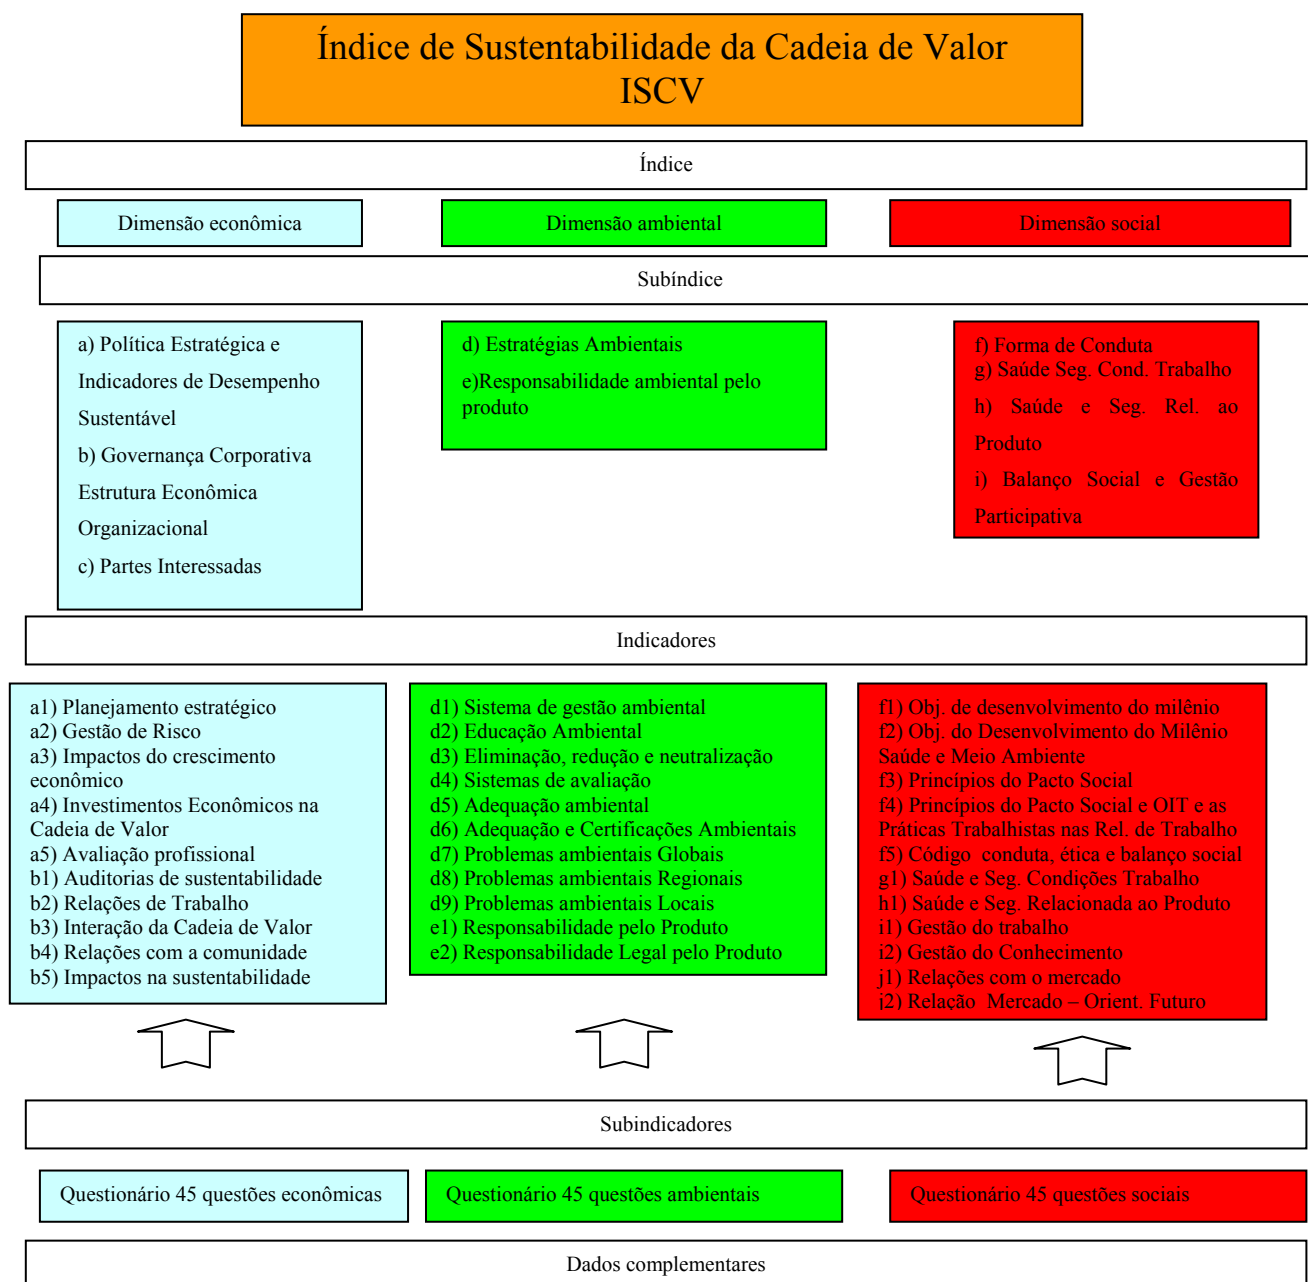 Índice de Sustentabilidade da Cadeia de Valor
ISCV
Índice
Dimensão econômica
Dimensão ambiental
Dimensão social
Subíndice
a) Política Estratégica e
Indicadores de Desempenho
Sustentável
b) Governança Corporativa
Estrutura Econômica
Organizacional
c) Partes Interessadas
d) Estratégias Ambientais
e)Responsabilidade ambiental pelo
produto
f) Forma de Conduta
g) Saúde Seg. Cond. Trabalho
h) Saúde e Seg. Rel. ao
Produto
i) Balanço Social e Gestão
Participativa
Indicadores
a1) Planejamento estratégico
a2) Gestão de Risco
a3) Impactos do crescimento
econômico
a4) Investimentos Econômicos na
Cadeia de Valor
a5) Avaliação profissional
b1) Auditorias de sustentabilidade
b2) Relações de Trabalho
b3) Interação da Cadeia de Valor
b4) Relações com a comunidade
b5) Impactos na sustentabilidade
d1) Sistema de gestão ambiental
d2) Educação Ambiental
d3) Eliminação, redução e neutralização
d4) Sistemas de avaliação
d5) Adequação ambiental
d6) Adequação e Certificações Ambientais
d7) Problemas ambientais Globais
d8) Problemas ambientais Regionais
d9) Problemas ambientais Locais
e1) Responsabilidade pelo Produto
e2) Responsabilidade Legal pelo Produto
f1) Obj. de desenvolvimento do milênio
f2) Obj. do Desenvolvimento do Milênio
Saúde e Meio Ambiente
f3) Princípios do Pacto Social
f4) Princípios do Pacto Social e OIT e as
Práticas Trabalhistas nas Rel. de Trabalho
f5) Código conduta, ética e balanço social
g1) Saúde e Seg. Condições Trabalho
h1) Saúde e Seg. Relacionada ao Produto
i1) Gestão do trabalho
i2) Gestão do Conhecimento
j1) Relações com o mercado
j2) Relação Mercado – Orient. Futuro
Subindicadores
Questionário 45 questões econômicas
Questionário 45 questões ambientais
Questionário 45 questões sociais
Dados complementares